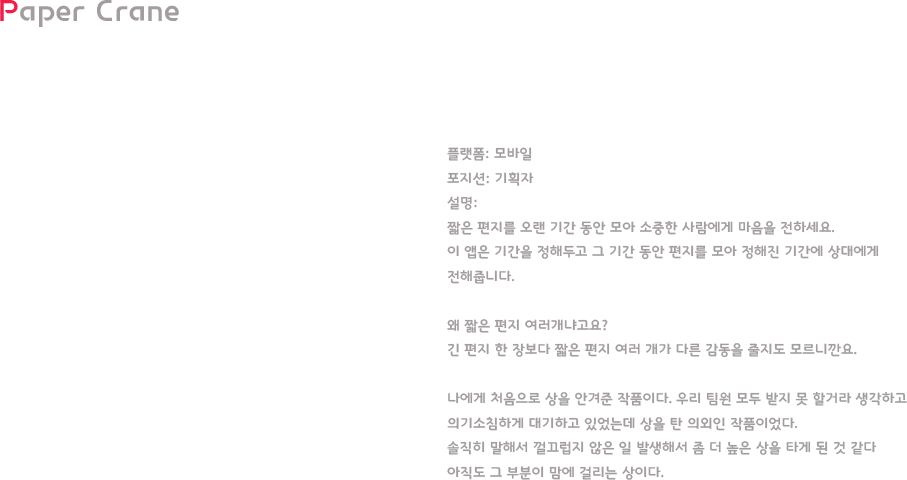 Paper Crane
플랫폼: 모바일
포지션: 기획자
설명:
짧은 편지를 오랜 기간 동안 모아 소중한 사람에게 마음을 전하세요.
이 앱은 기간을 정해두고 그 기간 동안 편지를 모아 정해진 기간에 상대에게
전해줍니다.
왜 짧은 편지 여러개냐고요?
긴 편지 한 장보다 짧은 편지 여러 개가 다른 감동을 줄지도 모르니깐요.
나에게 처음으로 상을 안겨준 작품이다. 우리 팀원 모두 받지 못 할거라 생각하고
의기소침하게 대기하고 있었는데 상을 탄 의외인 작품이었다.
솔직히 말해서 껄끄럽지 않은 일 발생해서 좀 더 높은 상을 타게 된 것 같다
아직도 그 부분이 맘에 걸리는 상이다.